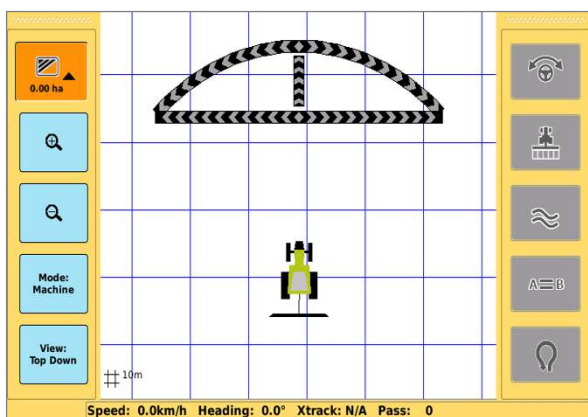 0.00 ha
Mode:
Machine
View:
Top Down
A=B
10m
Speed: 0.0km/h Heading: 0.0° Xtrack: N/A Pass: 0